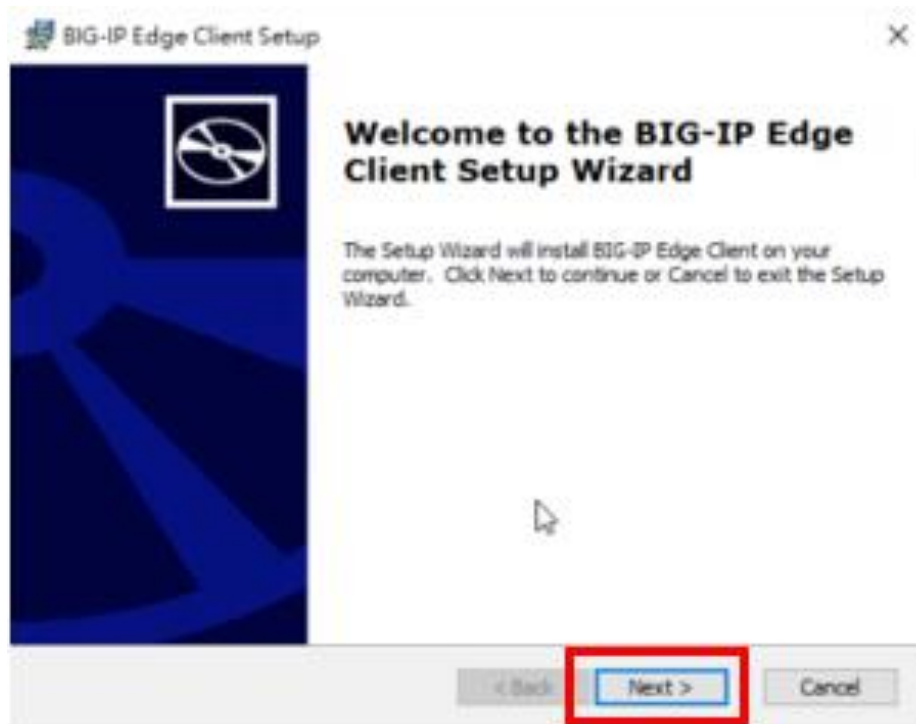 BIG-IP Edge Client Setup
Welcome to the BIG-IP Edge
Client Setup Wizard
The Setup Wizard will install BIG-IP Edge Client on your
computer. Click Next to continue or Cancel to exit the Setup
Wizard.
< Back
Next >
Cancel